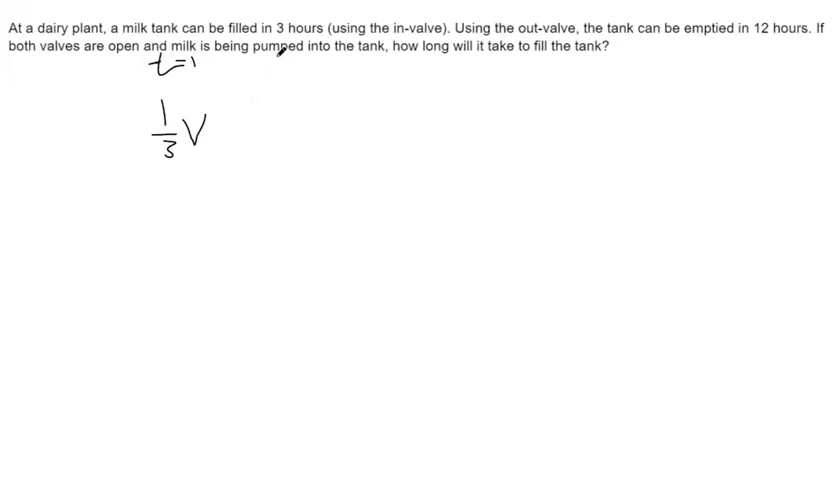 At a dairy plant, a milk tank can be filled in 3 hours (using the in-valve). Using the out-valve, the tank can be emptied in 12 hours. If
both valves are open and milk is being pumped into the tank, how long will it take to fill the tank?
t=1
1/3 V